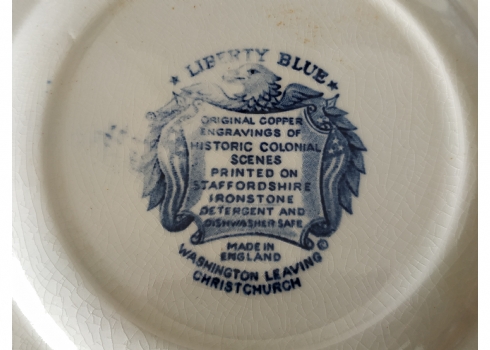 ★ LIBERTY BLUE ★
ORIGINAL COPPER
ENGRAVINGS OF
HISTORIC COLONIAL
SCENES
PRINTED ON
STAFFORDSHIRE
IRONSTONE
DETERGENT AND
DISHWASHER SAFE
MADE IN
ENGLAND ©
WASHINGTON LEAVING
CHRISTCHURCH